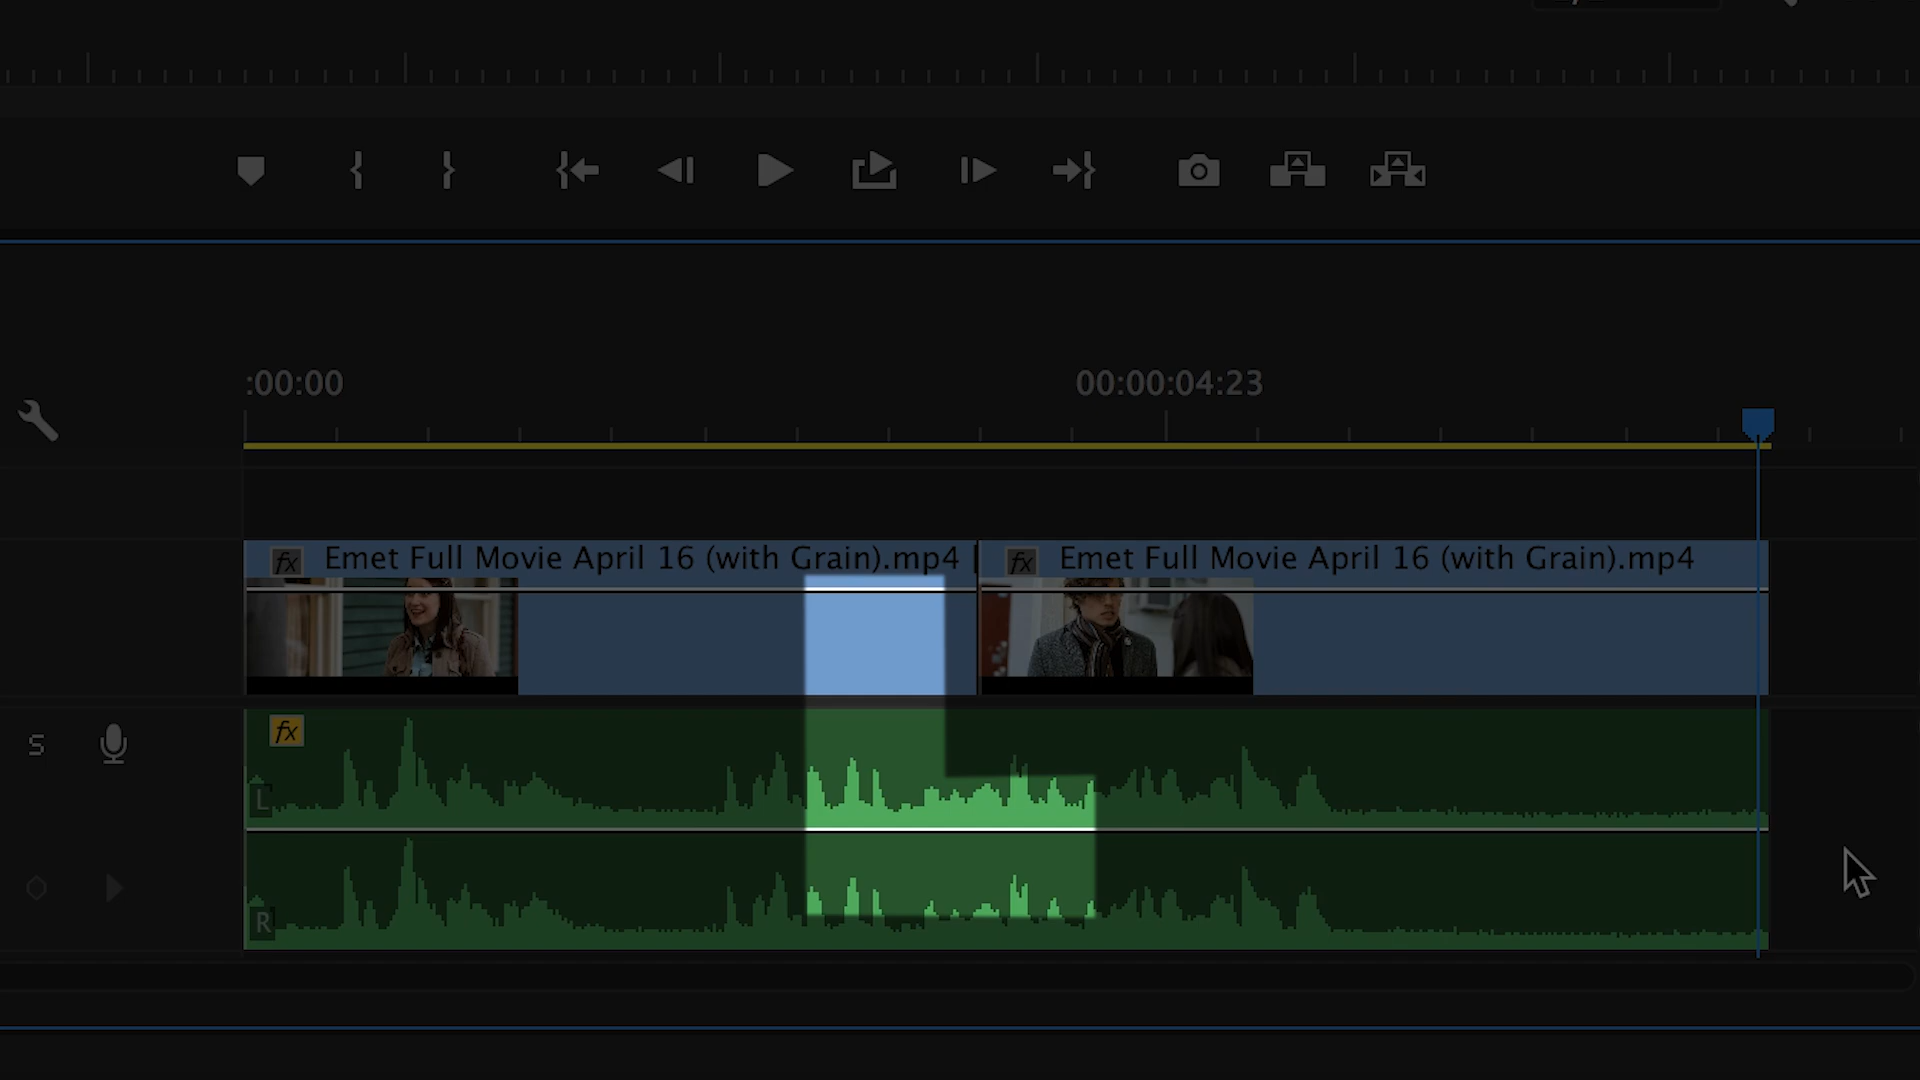 :00:00
00:00:04:23
fx Emet Full Movie April 16 (with Grain).mp4 [
fx Emet Full Movie April 16 (with Grain).mp4
S
fx
L
R